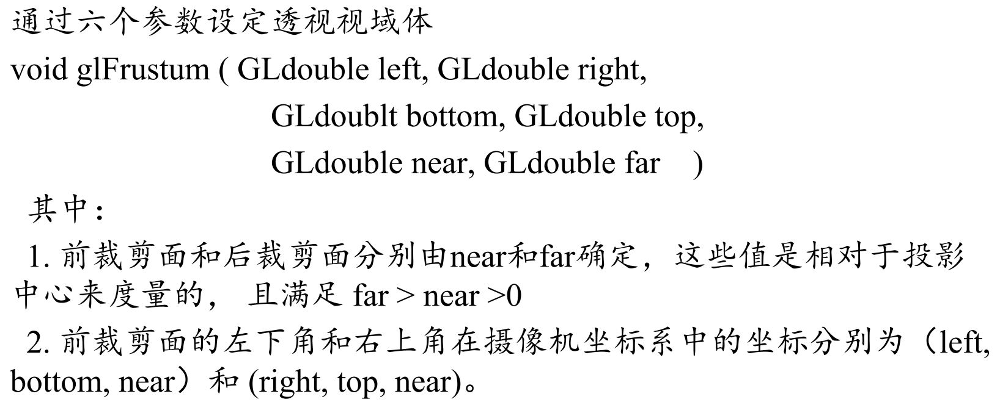 通过六个参数设定透视视域体
void glFrustum ( GLdouble left, GLdouble right,
GLdoublt bottom, GLdouble top,
GLdouble near, GLdouble far )
其中：
1. 前裁剪面和后裁剪面分别由near和far确定，这些值是相对于投影
中心来度量的， 且满足 far > near >0
2. 前裁剪面的左下角和右上角在摄像机坐标系中的坐标分别为（left,
bottom, near）和 (right, top, near)。